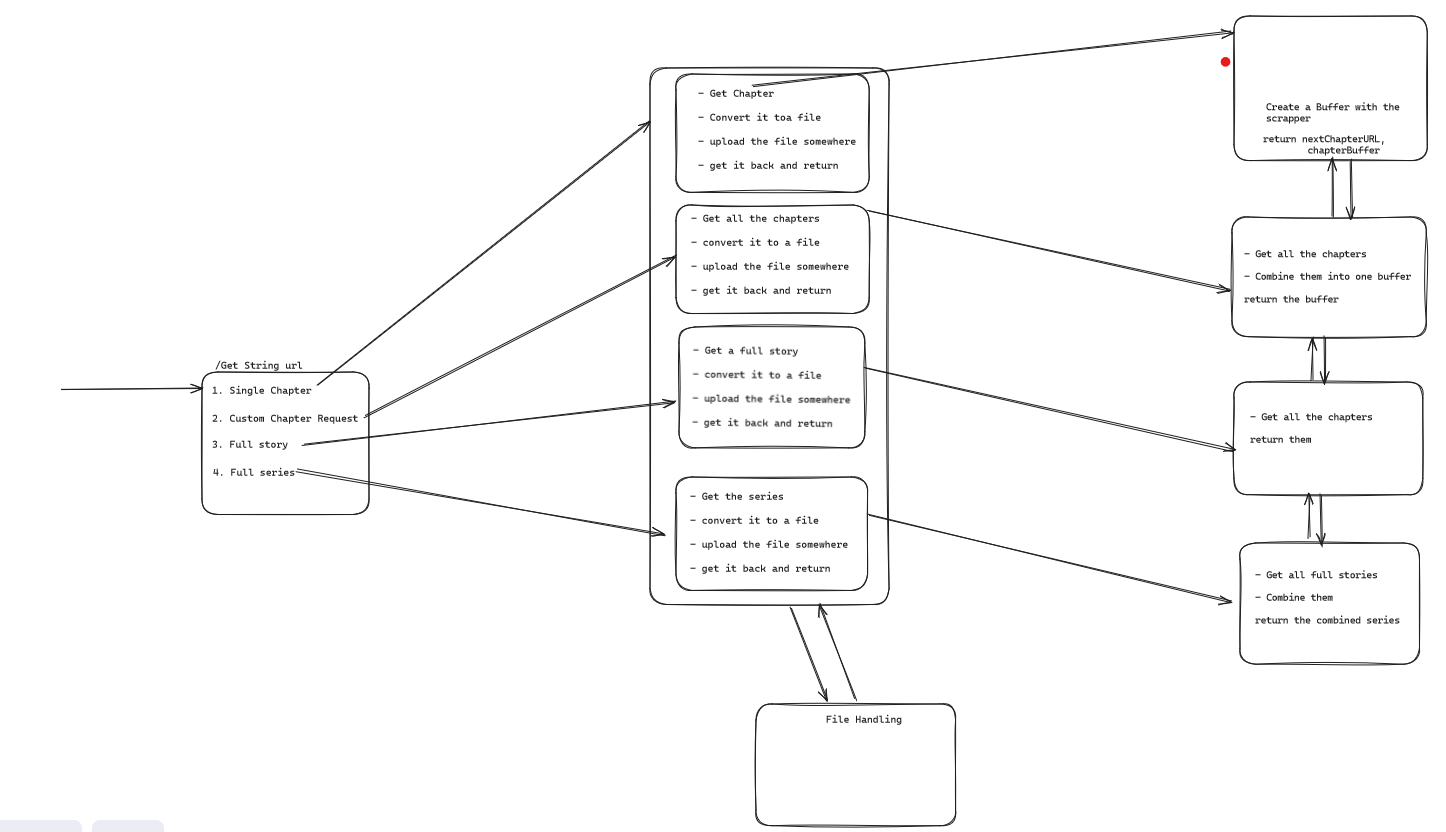 /Get String url
1. Single Chapter
2. Custom Chapter Request
3. Full story
4. Full series
- Get Chapter
- Convert it toa file
- upload the file somewhere
- get it back and return
- Get all the chapters
- convert it to a file
- upload the file somewhere
- get it back and return
- Get a full story
- convert it to a file
- upload the file somewhere
- get it back and return
- Get the series
- convert it to a file
- upload the file somewhere
- get it back and return
File Handling
Create a Buffer with the
scrapper
return nextChapterURL,
chapterBuffer
- Get all the chapters
- Combine them into one buffer
return the buffer
- Get all the chapters
return them
- Get all full stories
- Combine them
return the combined series